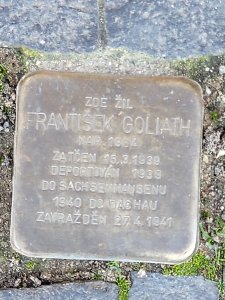 ZDE ŽIL
FRANTIŠEK GOLIATH
NAR. 1884
ZATČEN 15.3.1939
DEPORTOVÁN 1939
DO SACHSENHAUSENU
1940 DO DACHAU
ZAVRAŽDĚN 27.4.1941